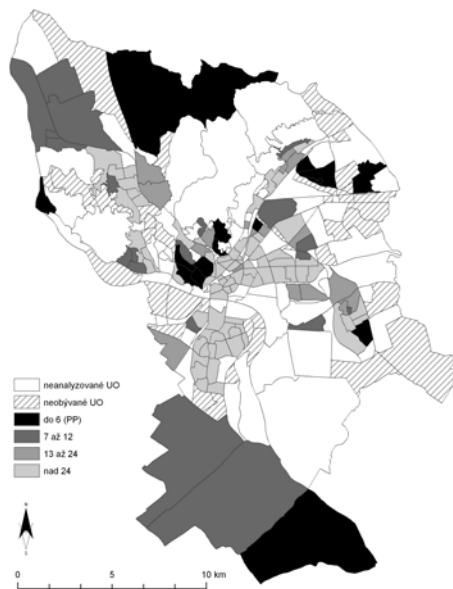 neanalyzované UO
neobývané UO
do 6 (PP)
7 až 12
13 až 24
nad 24
0 5 10 km